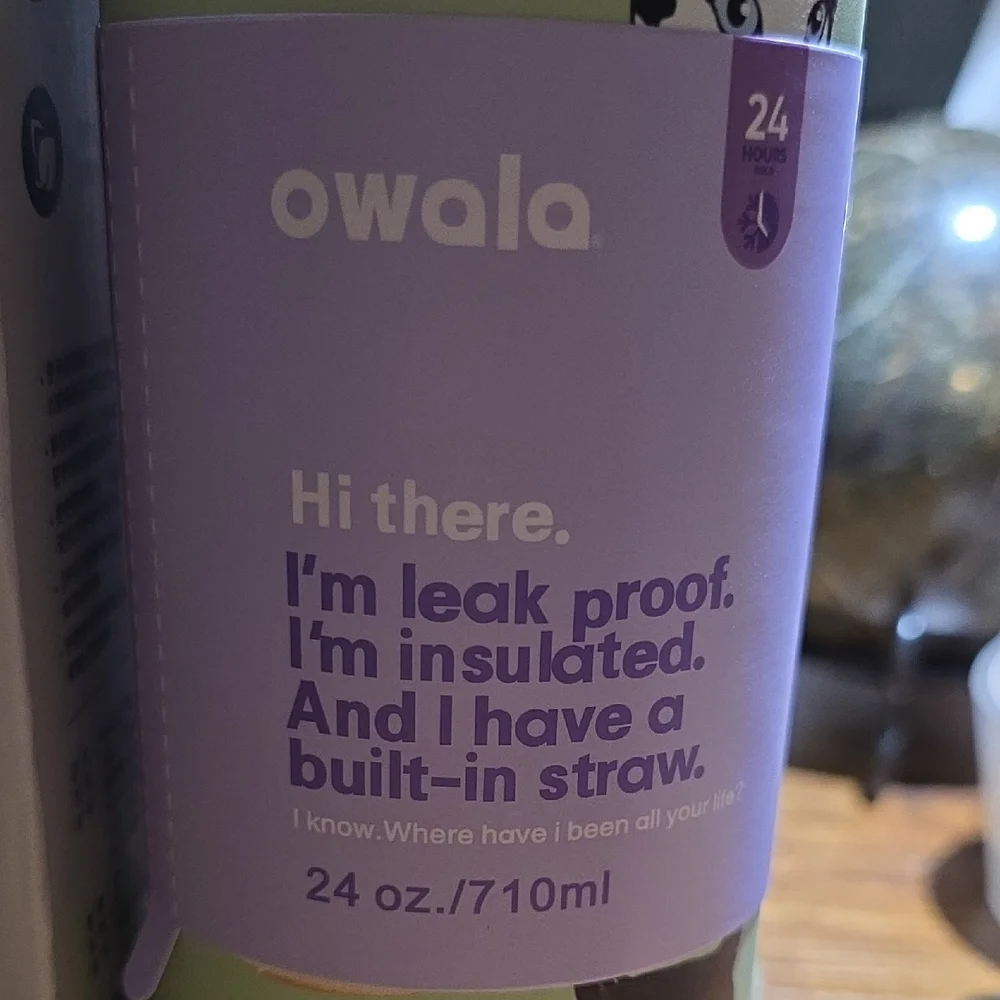 owala
24
HOURS
COLD
Hi there.
I'm leak proof.
I'm insulated.
And I have a
built-in straw.
I know.Where have i been all your life?
24 oz./710ml